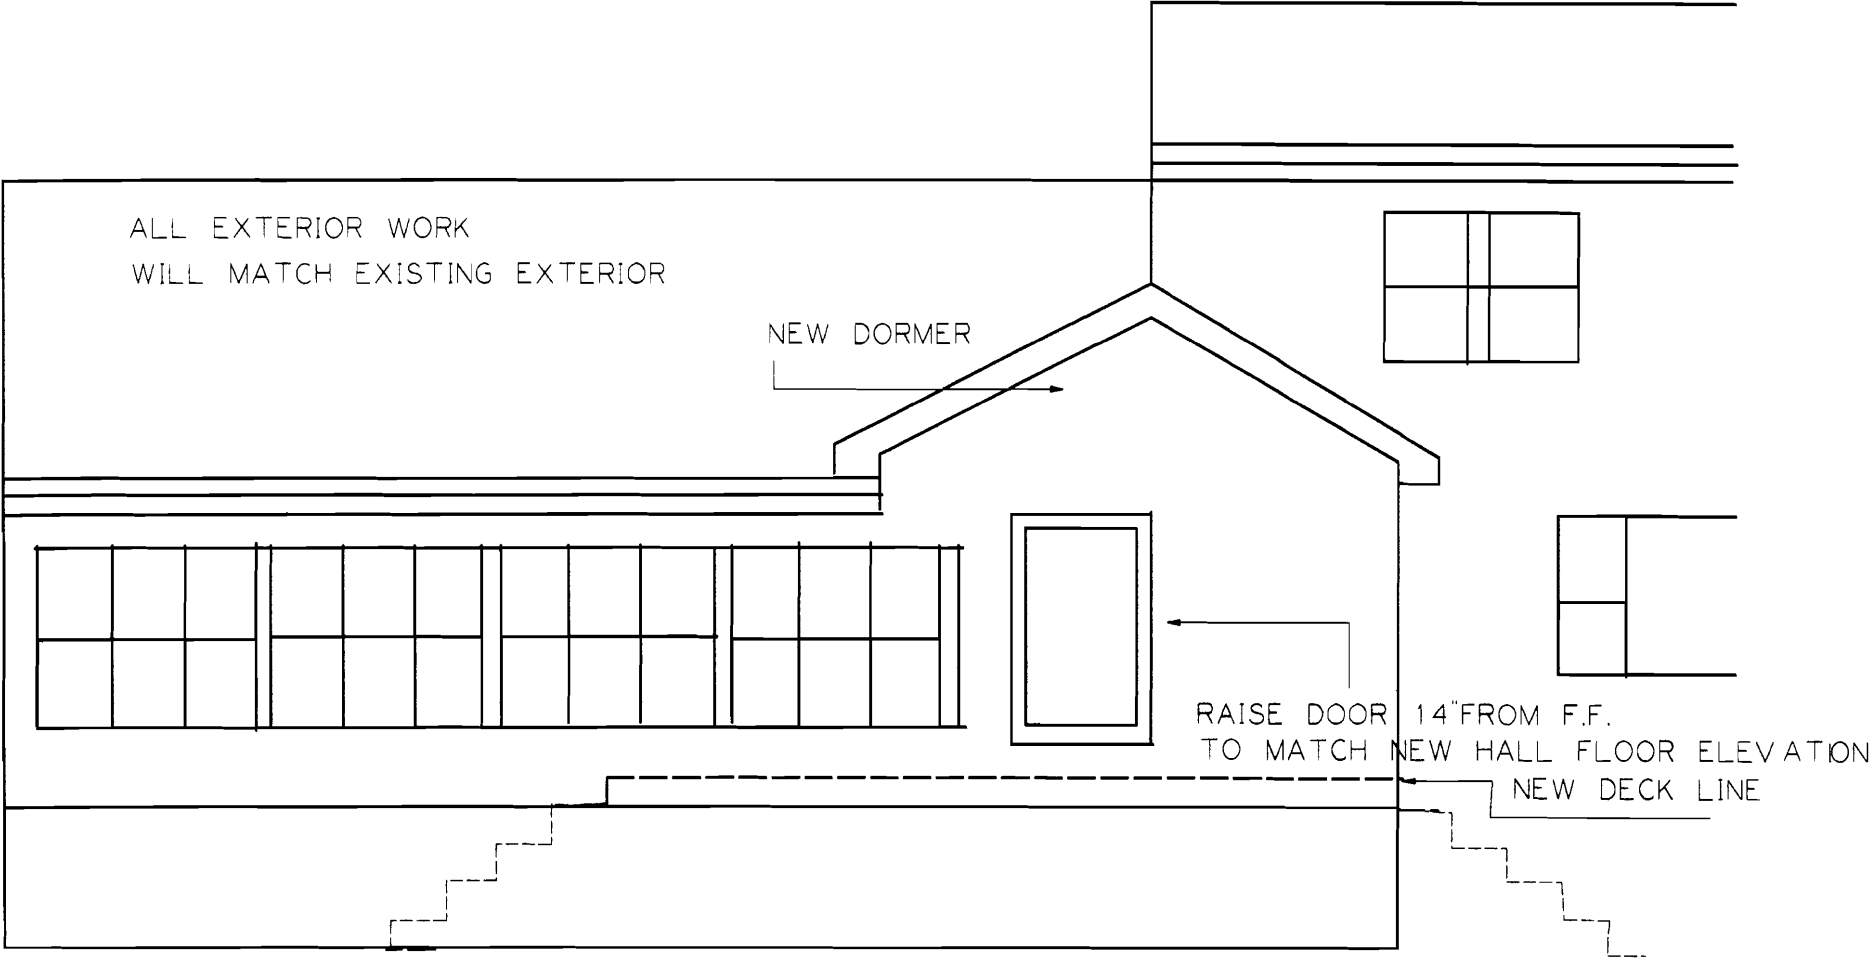 ALL EXTERIOR WORK
WILL MATCH EXISTING EXTERIOR
NEW DORMER
RAISE DOOR 14"FROM F.F.
TO MATCH NEW HALL FLOOR ELEVATION
NEW DECK LINE